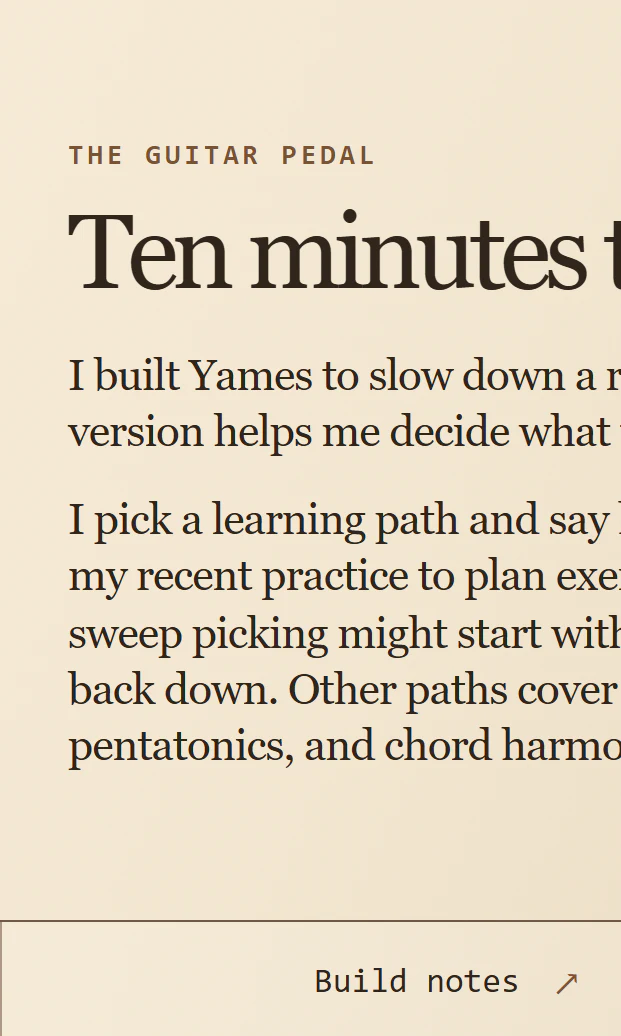 THE GUITAR PEDAL
Ten minutes
I built Yames to slow down a
version helps me decide what
I pick a learning path and say
my recent practice to plan
sweep picking might start with
back down. Other paths cover
pentatonics, and chord
Build notes ↗